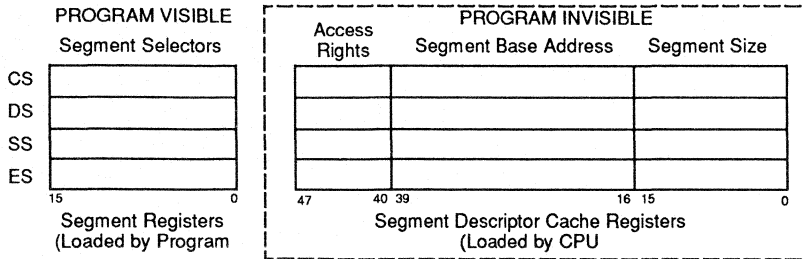 PROGRAM VISIBLE
Segment Selectors
CS
DS
SS
ES
15 0
Segment Registers
(Loaded by Program
PROGRAM INVISIBLE
Access
Rights
Segment Base Address
Segment Size
47 40 39 16 15 0
Segment Descriptor Cache Registers
(Loaded by CPU